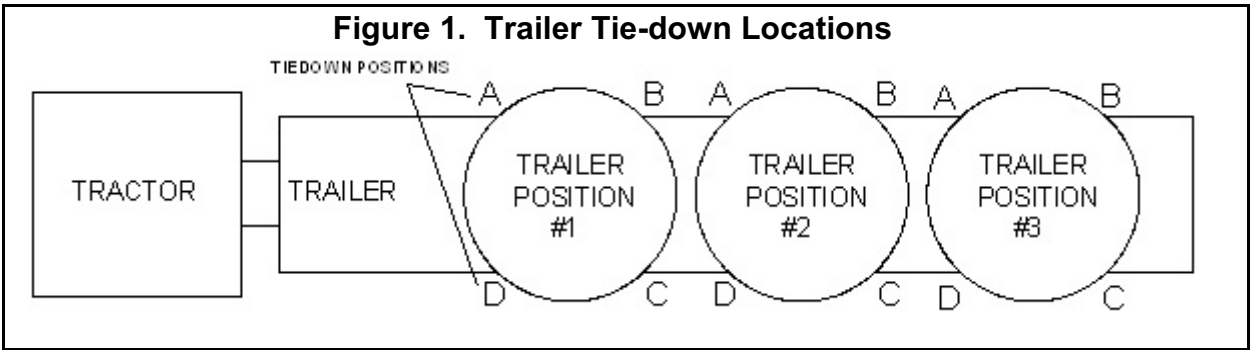 Figure 1. Trailer Tie-down Locations
TIEDOWN POSITIONS
A B A B A B
TRACTOR
TRAILER
TRAILER
POSITION
#1
TRAILER
POSITION
#2
TRAILER
POSITION
#3
D C D C D C